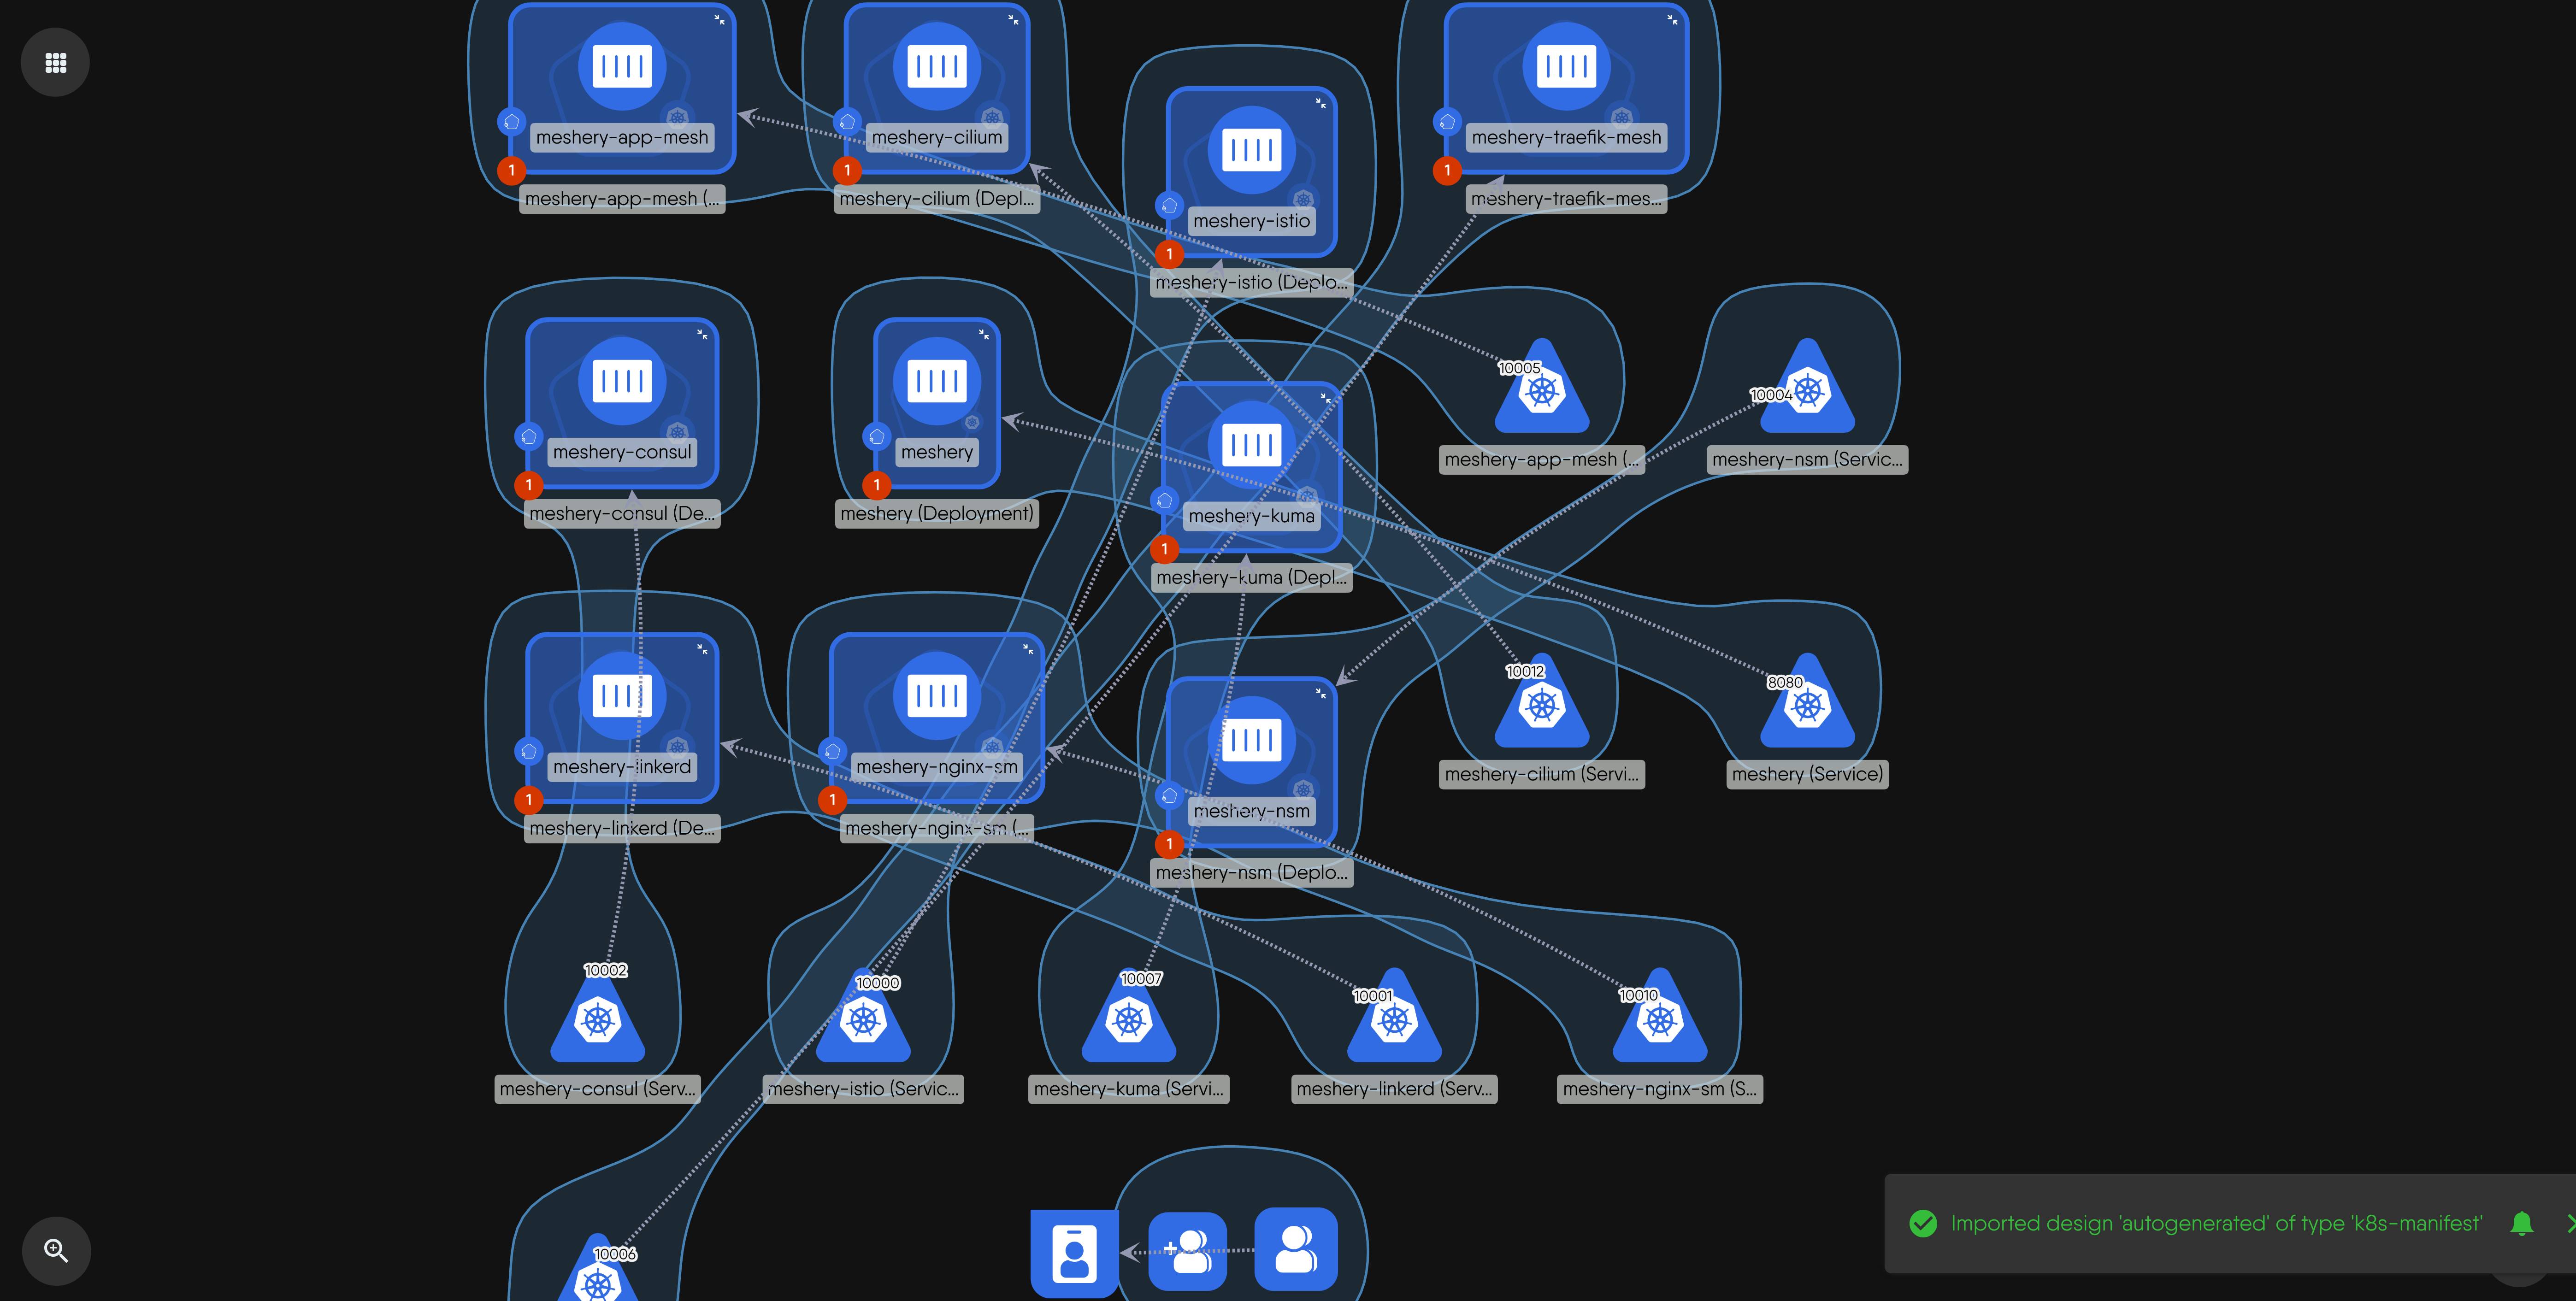 meshery-app-mesh
1
meshery-app-mesh (...
meshery-cilium
1
meshery-cilium (Depl...
meshery-istio
1
meshery-istio (Deplo...
meshery-traefik-mesh
1
meshery-traefik-mes...
meshery-consul
1
meshery-consul (De...
meshery
1
meshery (Deployment)
meshery-kuma
1
meshery-kuma (Depl...
10005
meshery-app-mesh (...
10004
meshery-nsm (Servic...
meshery-linkerd
1
meshery-linkerd (De...
meshery-nginx-sm
1
meshery-nginx-sm (...
meshery-nsm
1
meshery-nsm (Deplo...
10012
meshery-cilium (Servi...
8080
meshery (Service)
10002
meshery-consul (Serv...
10000
meshery-istio (Servic...
10007
meshery-kuma (Servi...
10001
meshery-linkerd (Serv...
10010
meshery-nginx-sm (S...
10006
Imported design 'autogenerated' of type 'k8s-manifest'